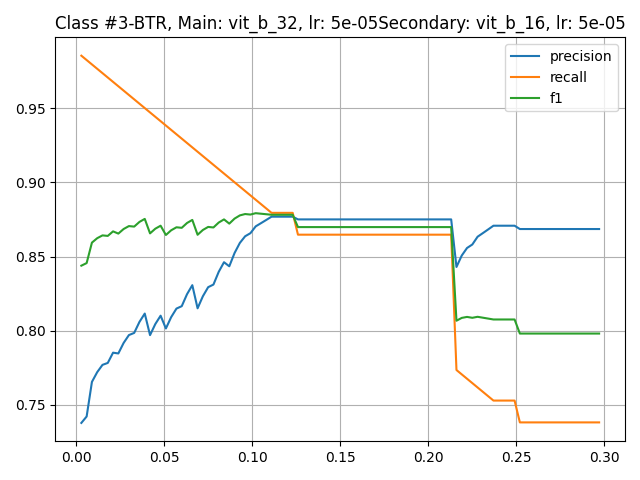 Class #3-BTR, Main: vit_b_32, lr: 5e-05Secondary: vit_b_16, lr: 5e-05
precision
recall
f1
0.95
0.90
0.85
0.80
0.75
0.00 0.05 0.10 0.15 0.20 0.25 0.30